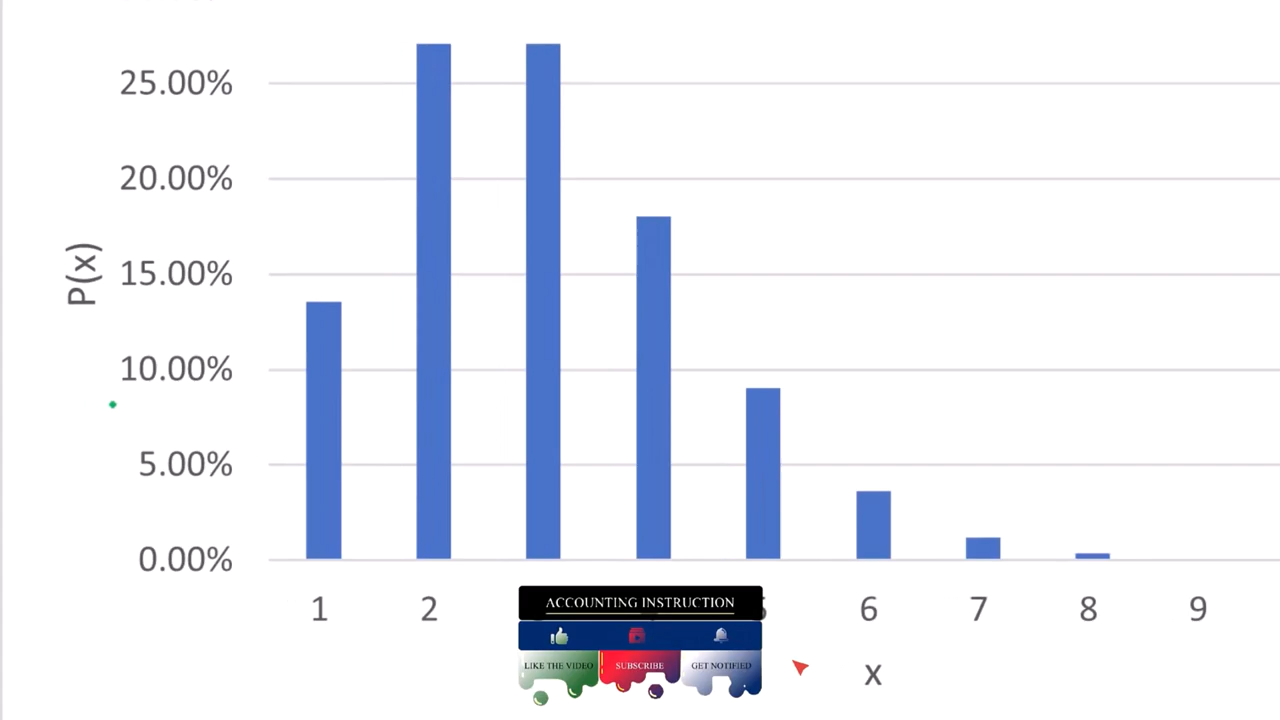 25.00%
20.00%
15.00%
10.00%
5.00%
0.00%
P(x)
1 2 6 7 8 9
x
ACCOUNTING INSTRUCTION
LIKE THE VIDEO SUBSCRIBE GET NOTIFIED